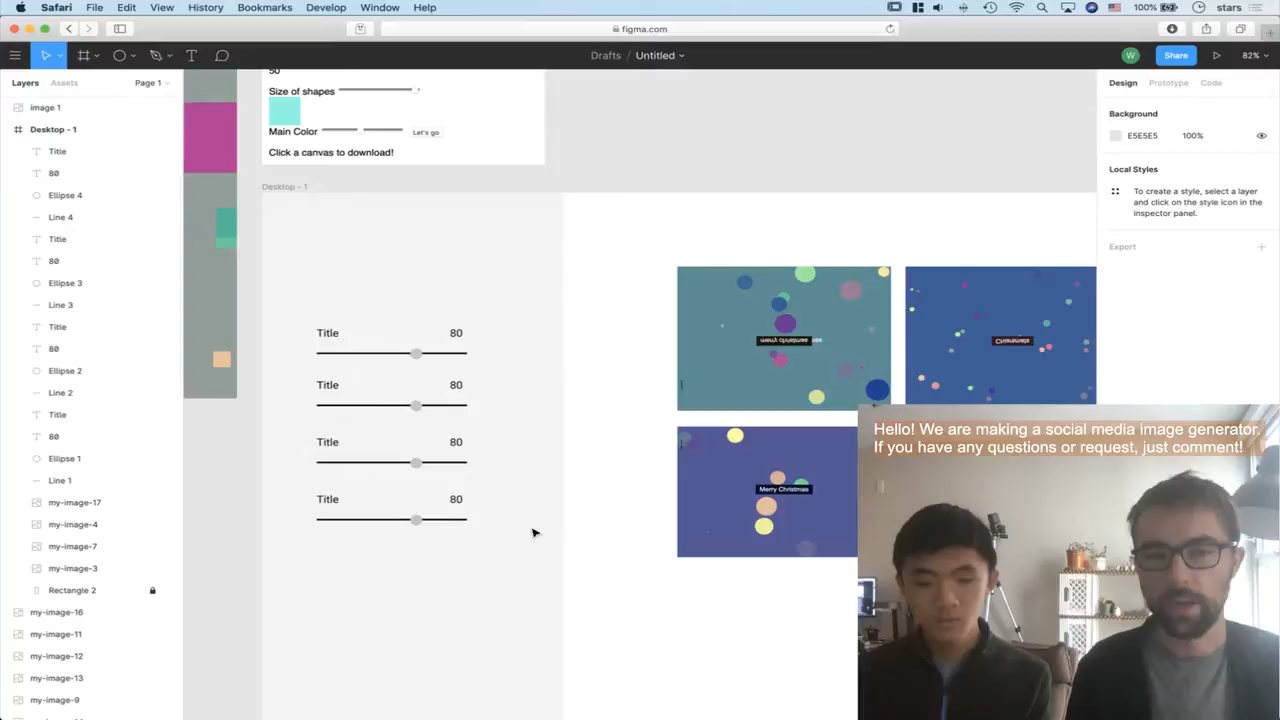 Safari File Edit View History Bookmarks Develop Window Help 100% stars
figma.com
Drafts / Untitled
W Share 82%
Layers Assets Page 1
image 1
Desktop - 1
Title
80
Ellipse 4
Line 4
Title
80
Ellipse 3
Line 3
Title
80
Ellipse 2
Line 2
Title
80
Ellipse 1
Line 1
my-image-17
my-image-4
my-image-7
my-image-3
Rectangle 2
my-image-16
my-image-11
my-image-12
my-image-13
my-image-9
50
Size of shapes
Main Color Let's go
Click a canvas to download!
Desktop - 1
Title 80
Title 80
Title 80
Title 80
merry christmas
Merry Christmas
Design Prototype Code
Background
E5E5E5 100%
Local Styles
To create a style, select a layer
and click on the style icon in the
inspector panel.
Export
Hello! We are making a social media image generator.
If you have any questions or request, just comment!